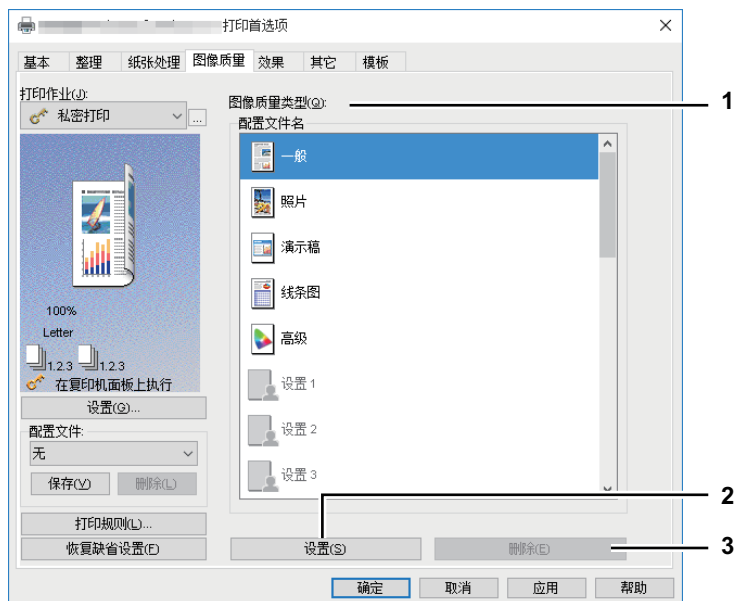 打印首选项
基本 整理 纸张处理 图像质量 效果 其它 模板
打印作业(J):
私密打印
...
100%
Letter
1.2.3 1.2.3
在复印机面板上执行
设置(G)...
配置文件:
无
保存(V) 删除(L)
打印规则(L)...
恢复缺省设置(F)
图像质量类型(Q):
配置文件名
一般
照片
演示稿
线条图
高级
设置 1
设置 2
设置 3
设置(S) 删除(E)
确定 取消 应用 帮助
1
2
3